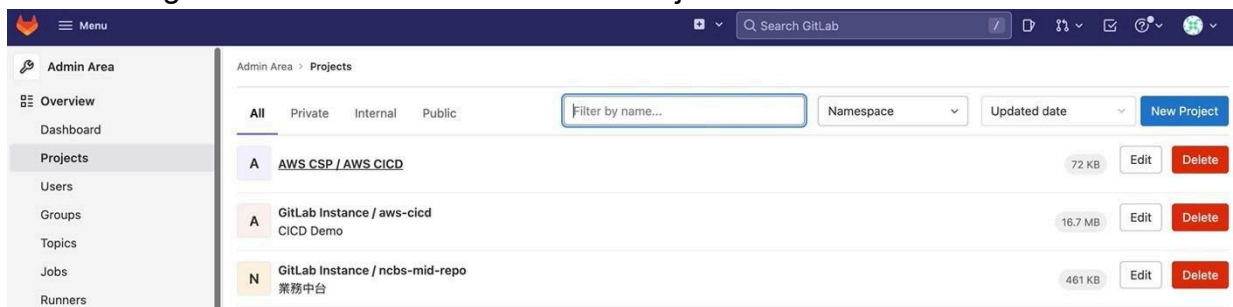 Menu
Search GitLab
/
Admin Area
Admin Area > Projects
Overview
All Private Internal Public Filter by name... Namespace Updated date New Project
Dashboard
Projects
A AWS CSP / AWS CICD 72 KB Edit Delete
Users
Groups
A GitLab Instance / aws-cicd 16.7 MB Edit Delete
CICD Demo
Topics
Jobs
N GitLab Instance / ncbs-mid-repo 461 KB Edit Delete
業務中台
Runners